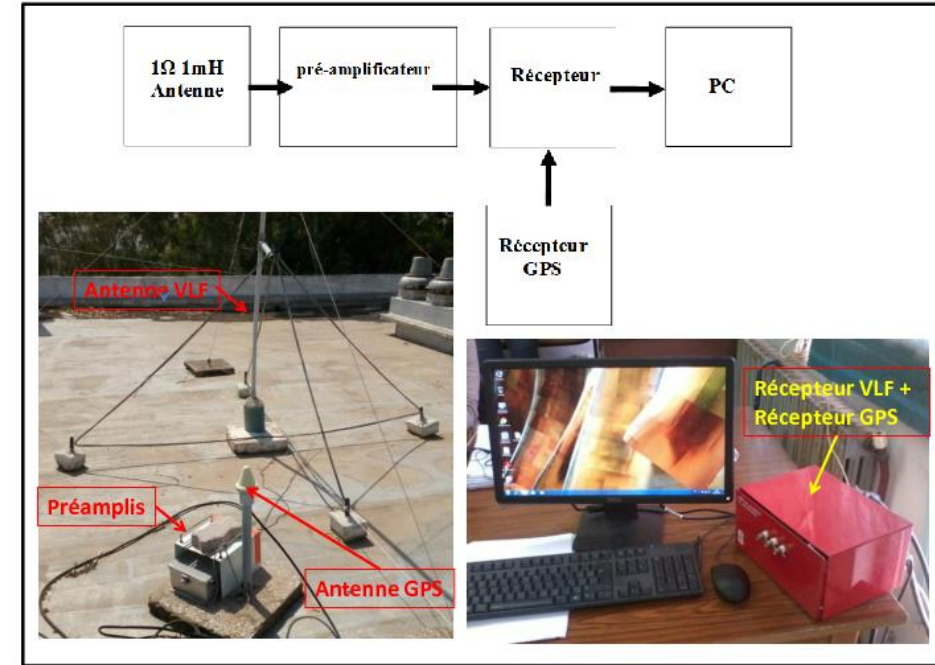 1Ω 1mH
Antenne
pré-amplificateur
Récepteur
PC
Récepteur
GPS
Antenne VLF
Préamplis
Antenne GPS
Récepteur VLF +
Récepteur GPS